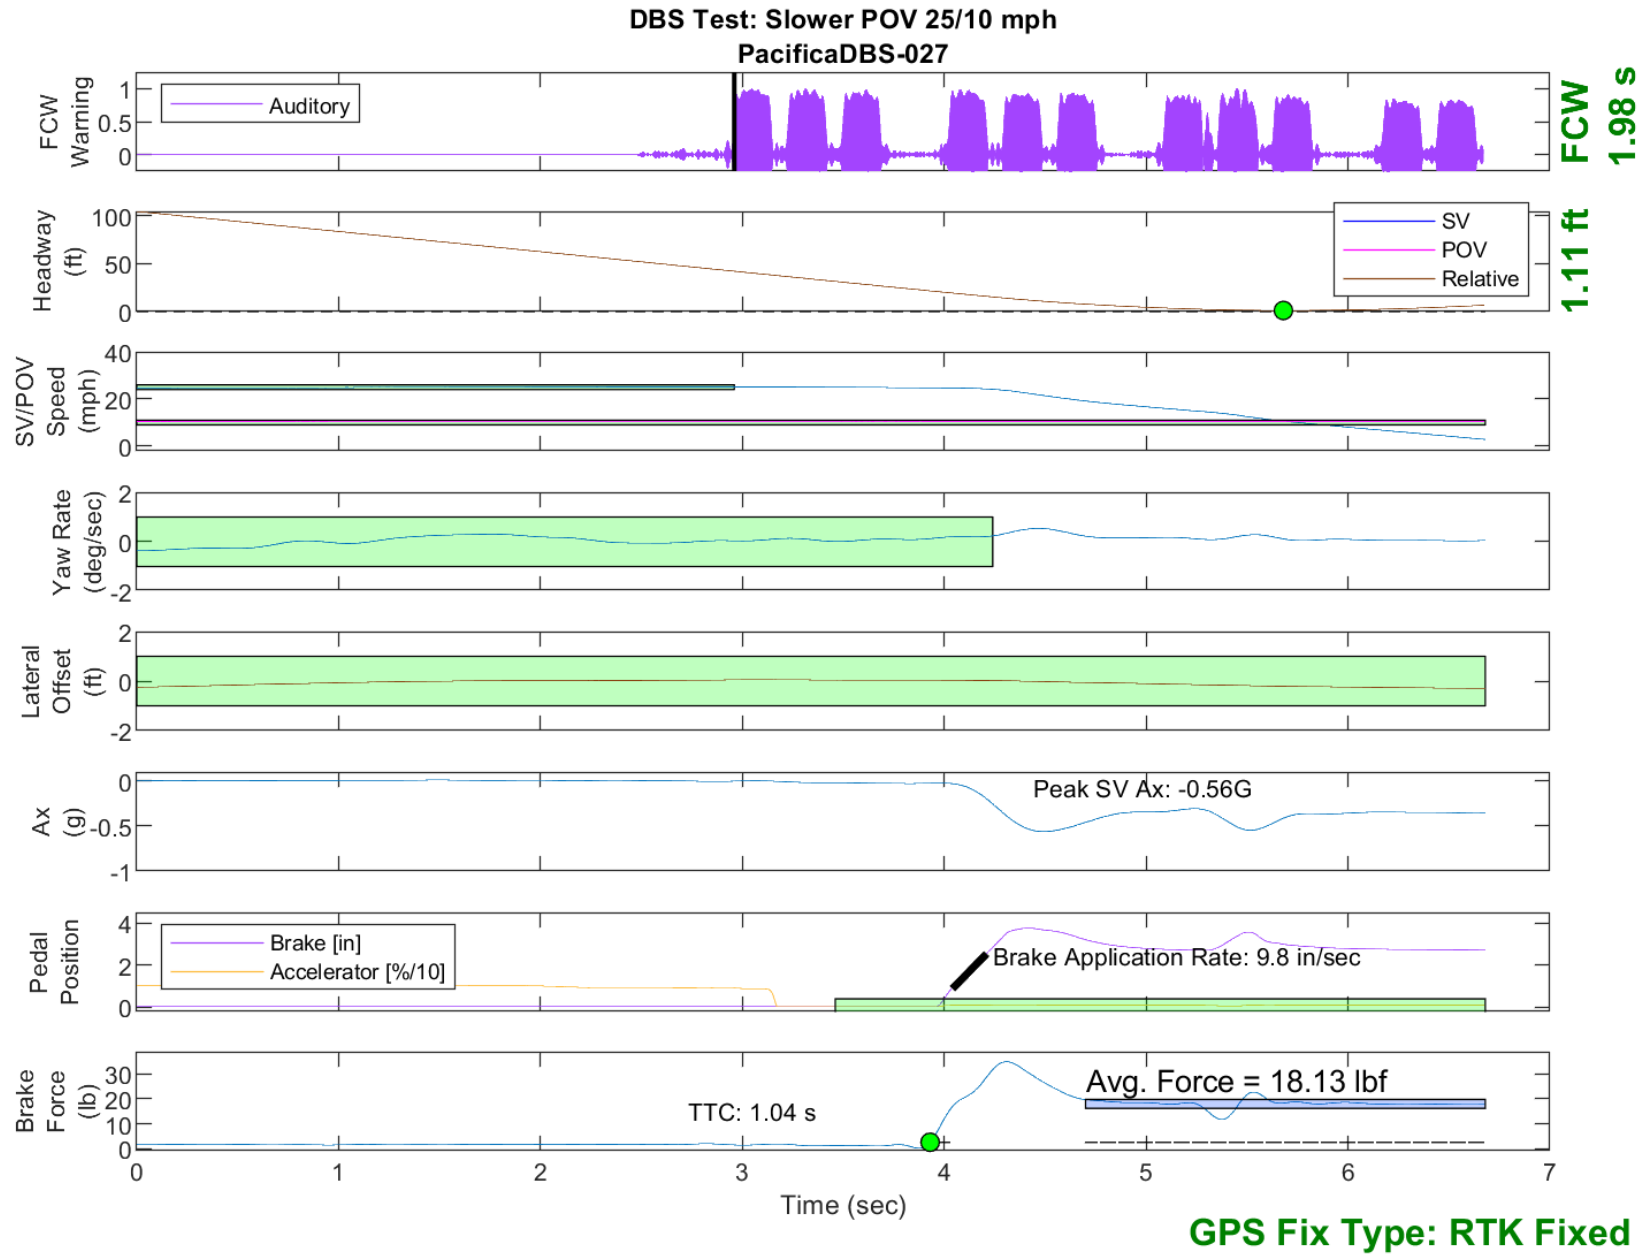 DBS Test: Slower POV 25/10 mph
PacificaDBS-027
FCW
Warning
1
0.5
0
Auditory
FCW
1.98 s
Headway
(ft)
100
50
0
SV
POV
Relative
1.11 ft
SV/POV
Speed
(mph)
40
20
0
Yaw Rate
(deg/sec)
2
0
-2
Lateral
Offset
(ft)
2
0
-2
Ax
(g)
0
-0.5
-1
Peak SV Ax: -0.56G
Pedal
Position
4
2
0
Brake [in]
Accelerator [%/10]
Brake Application Rate: 9.8 in/sec
Brake
Force
(lb)
30
20
10
0
TTC: 1.04 s
Avg. Force = 18.13 lbf
0 1 2 3 4 5 6 7
Time (sec)
GPS Fix Type: RTK Fixed